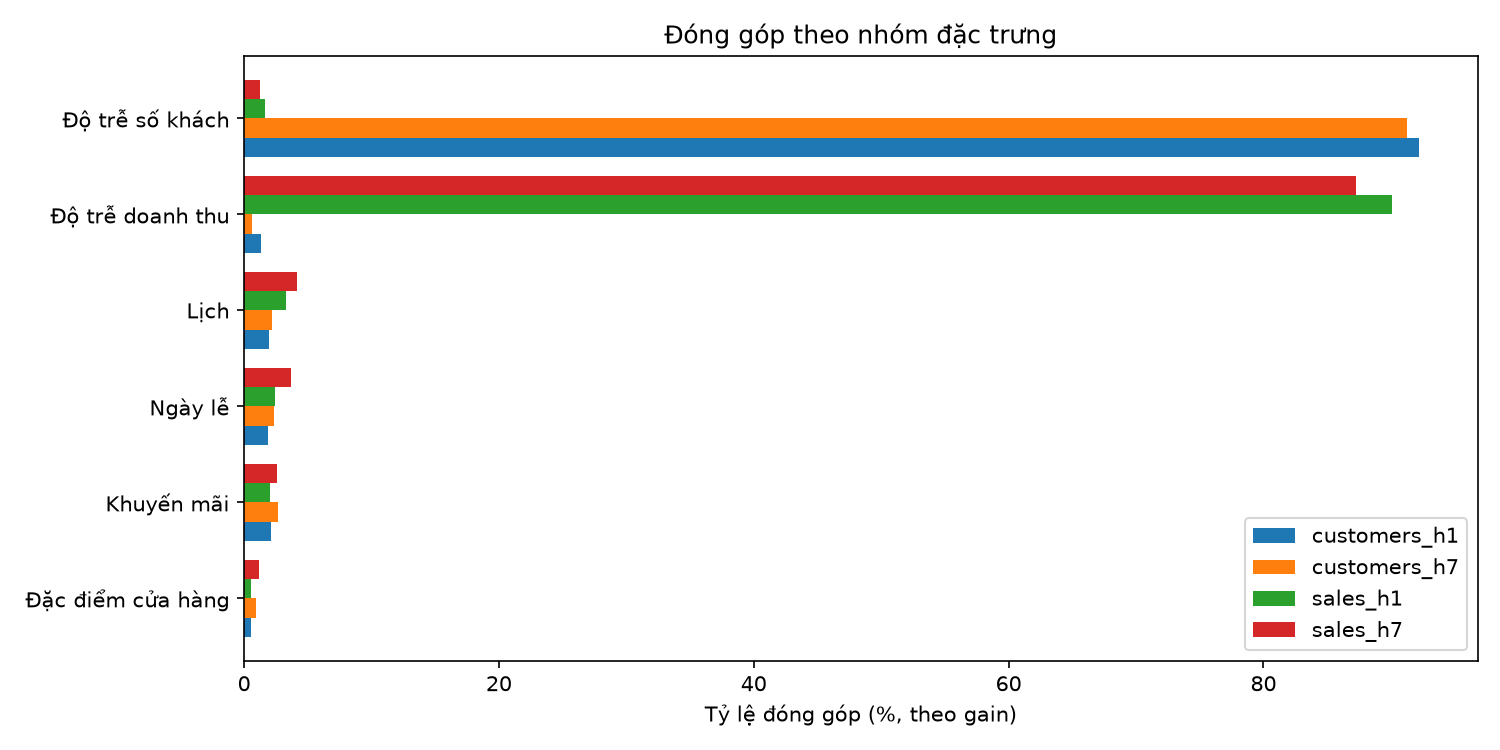 Đóng góp theo nhóm đặc trưng
Độ trễ số khách
Độ trễ doanh thu
Lịch
Ngày lễ
Khuyến mãi
Đặc điểm cửa hàng
customers_h1
customers_h7
sales_h1
sales_h7
0 20 40 60 80
Tỷ lệ đóng góp (%, theo gain)